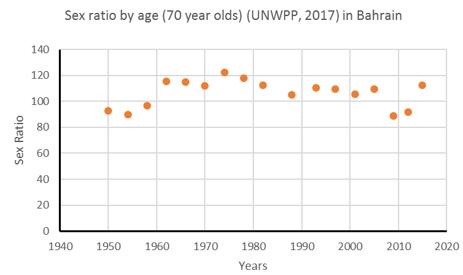 Sex ratio by age (70 year olds) (UNWPP, 2017) in Bahrain
140
120
100
80
60
40
20
0
Sex Ratio
1940 1950 1960 1970 1980 1990 2000 2010 2020
Years